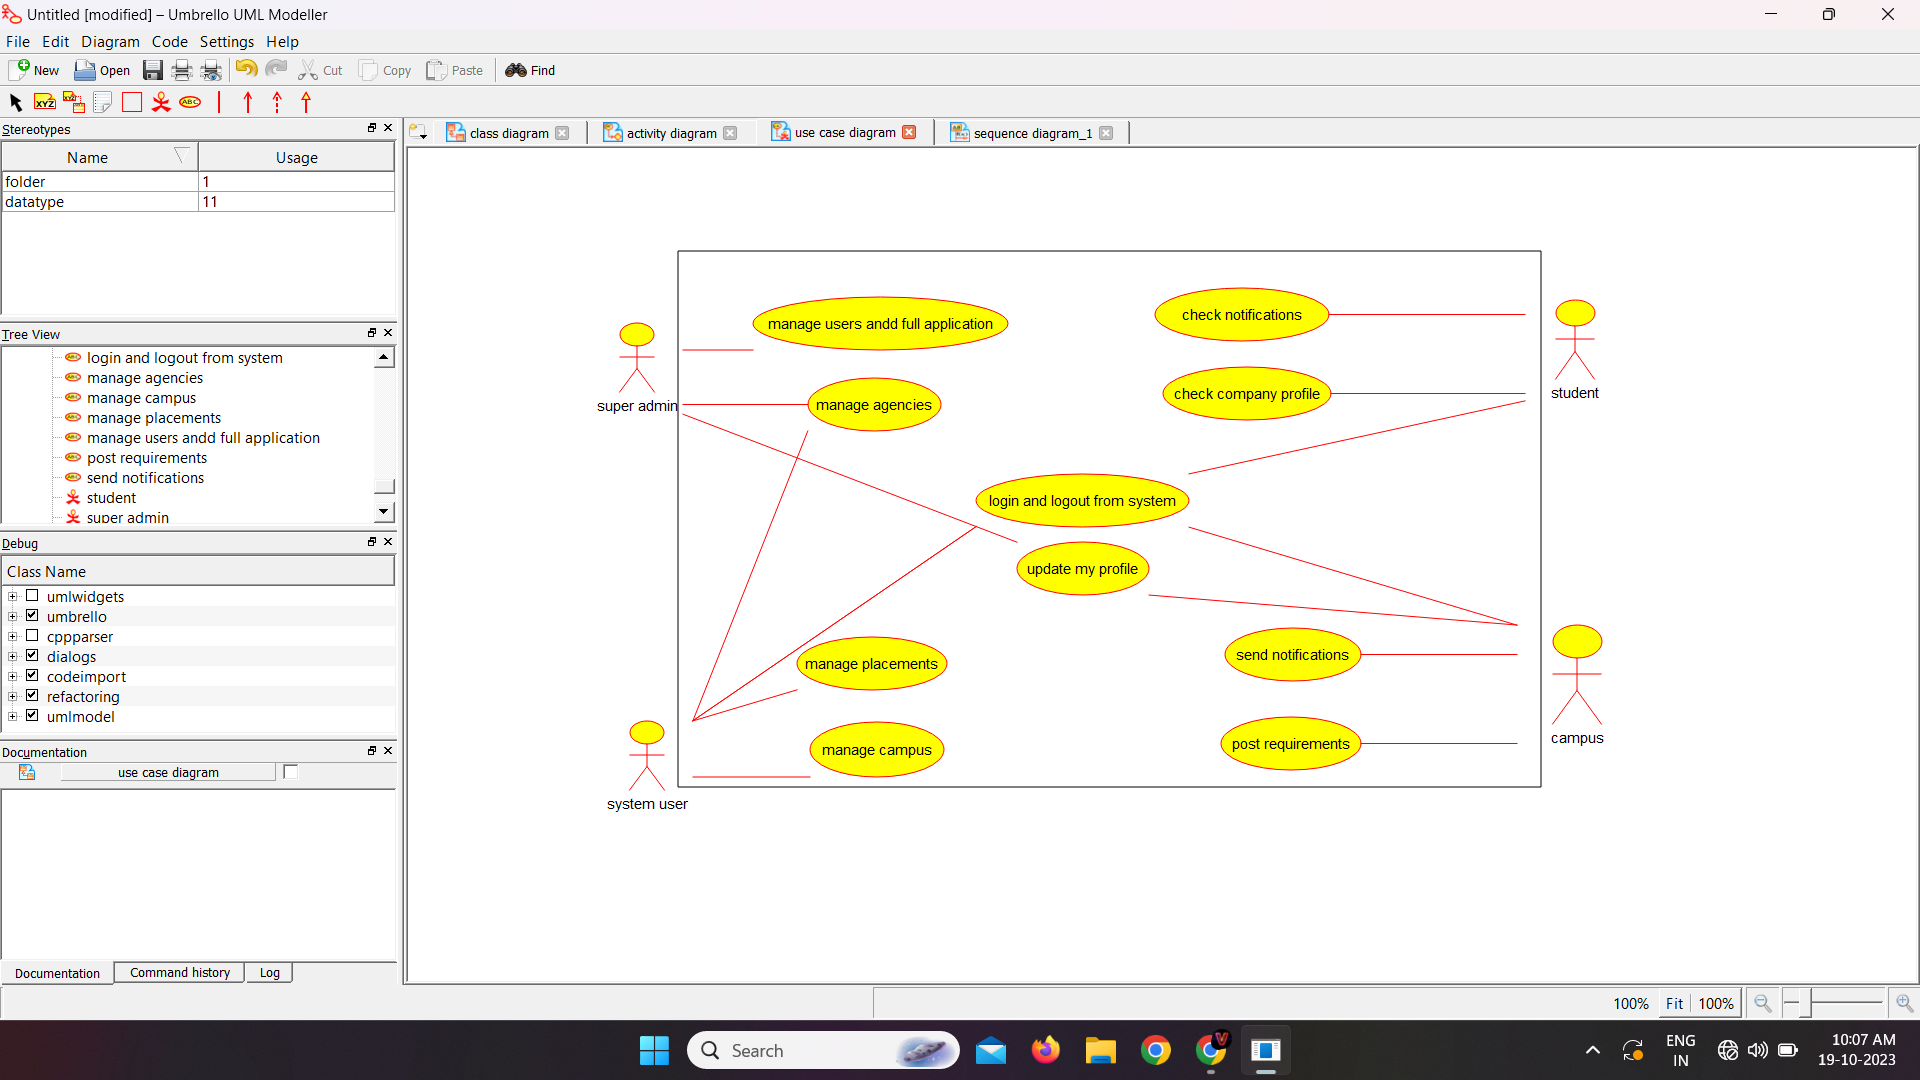 Untitled [modified] – Umbrello UML Modeller
File Edit Diagram Code Settings Help
New Open Cut Copy Paste Find
XYZ XYZ ABC
Stereotypes
Name Usage
folder 1
datatype 11
Tree View
login and logout from system
manage agencies
manage campus
manage placements
manage users andd full application
post requirements
send notifications
student
super admin
Debug
Class Name
umlwidgets
umbrello
cppparser
dialogs
codeimport
refactoring
umlmodel
Documentation
use case diagram
Documentation Command history Log
class diagram activity diagram use case diagram sequence diagram_1
manage users andd full application
check notifications
super admin
manage agencies
check company profile
student
login and logout from system
update my profile
manage placements
send notifications
manage campus
post requirements
campus
system user
100% Fit 100%
Search
ENG
IN
10:07 AM
19-10-2023